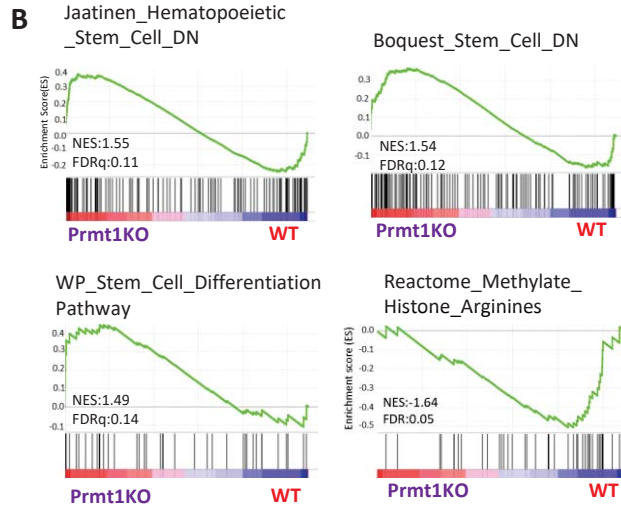 B
Jaatinen_Hematopoeietic
_Stem_Cell_DN
Enrichment Score(ES)
0.4
0.3
0.2
0.1
0.0
-0.1
-0.2
NES:1.55
FDRq:0.11
Prmt1KO WT
Boquest_Stem_Cell_DN
0.3
0.2
0.1
0.0
-0.1
NES:1.54
FDRq:0.12
Prmt1KO WT
WP_Stem_Cell_Differentiation
Pathway
0.4
0.3
0.2
0.1
0.0
-0.1
NES:1.49
FDRq:0.14
Prmt1KO WT
Reactome_Methylate_
Histone_Arginines
Enrichment score (ES)
0.0
-0.1
-0.2
-0.3
-0.4
-0.5
NES:-1.64
FDR:0.05
Prmt1KO WT